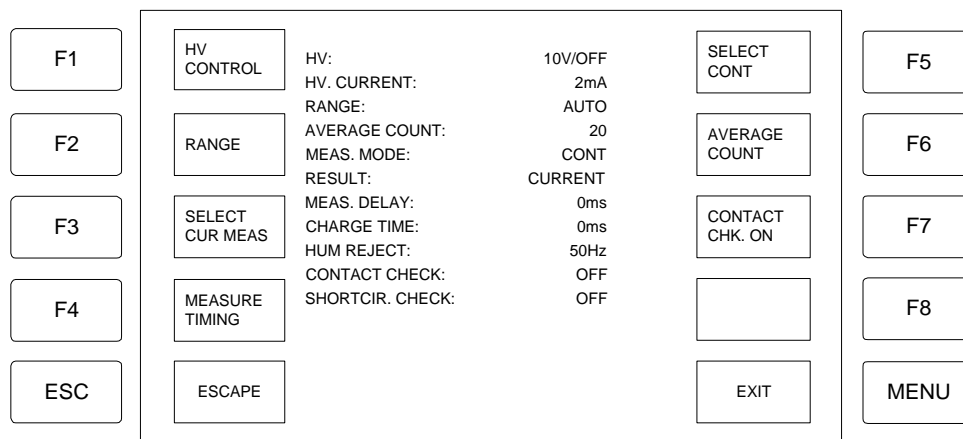 F1
F2
F3
F4
ESC
HV
CONTROL
RANGE
SELECT
CUR MEAS
MEASURE
TIMING
ESCAPE
HV: 10V/OFF
HV. CURRENT: 2mA
RANGE: AUTO
AVERAGE COUNT: 20
MEAS. MODE: CONT
RESULT: CURRENT
MEAS. DELAY: 0ms
CHARGE TIME: 0ms
HUM REJECT: 50Hz
CONTACT CHECK: OFF
SHORTCIR. CHECK: OFF
SELECT
CONT
AVERAGE
COUNT
CONTACT
CHK. ON
EXIT
F5
F6
F7
F8
MENU